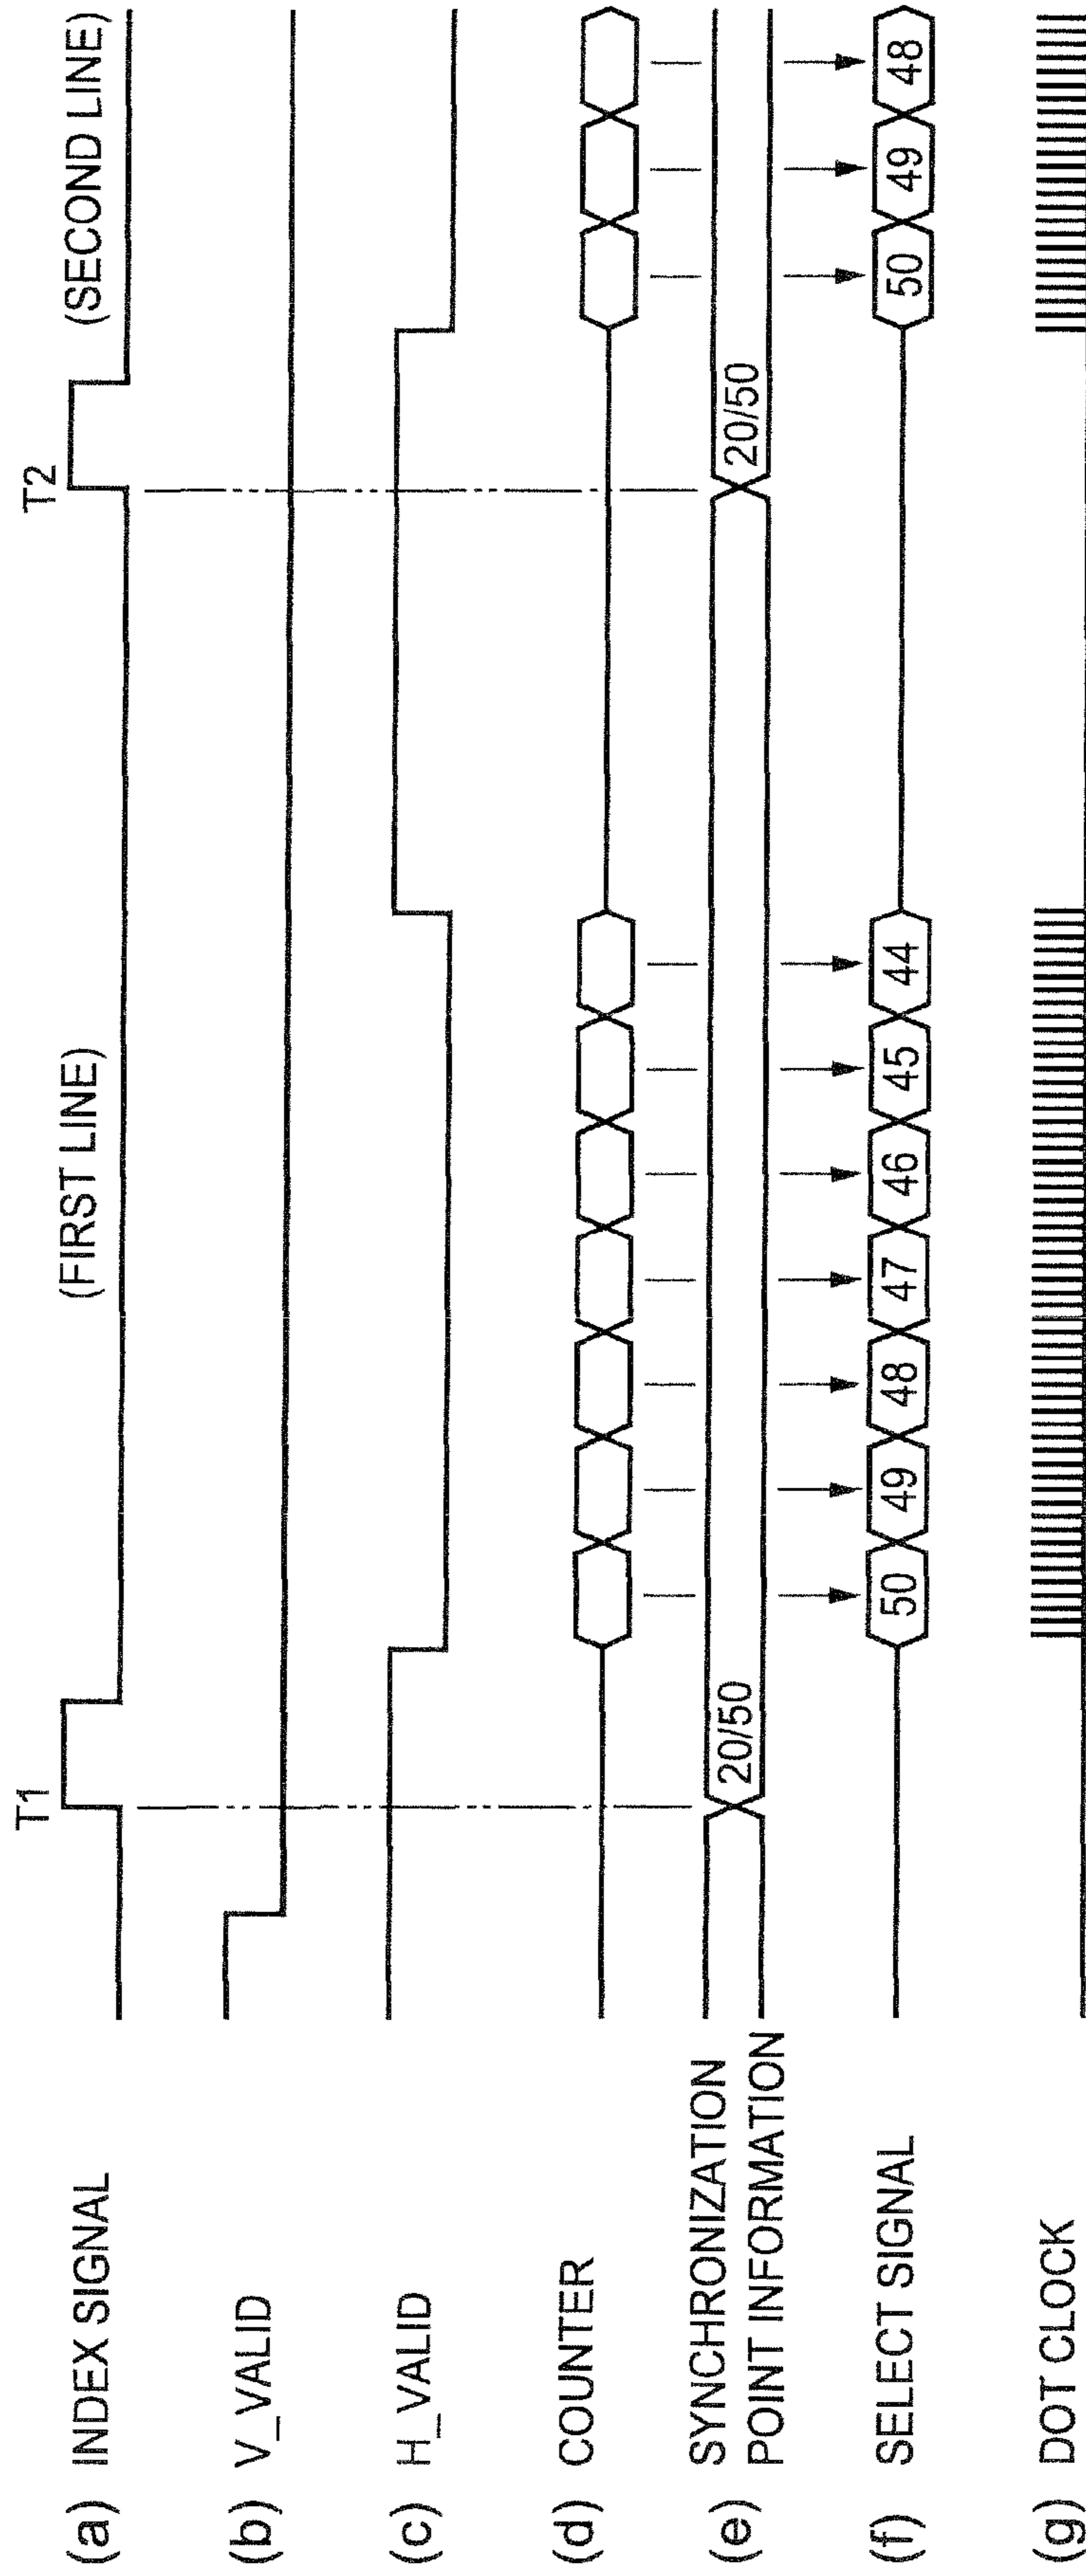 T1
(FIRST LINE)
T2
(SECOND LINE)
(a) INDEX SIGNAL
(b) V_VALID
(c) H_VALID
(d) COUNTER
(e) SYNCHRONIZATION
POINT INFORMATION
20/50
20/50
(f) SELECT SIGNAL
50 49 48 47 46 45 44 50 49 48
(g) DOT CLOCK